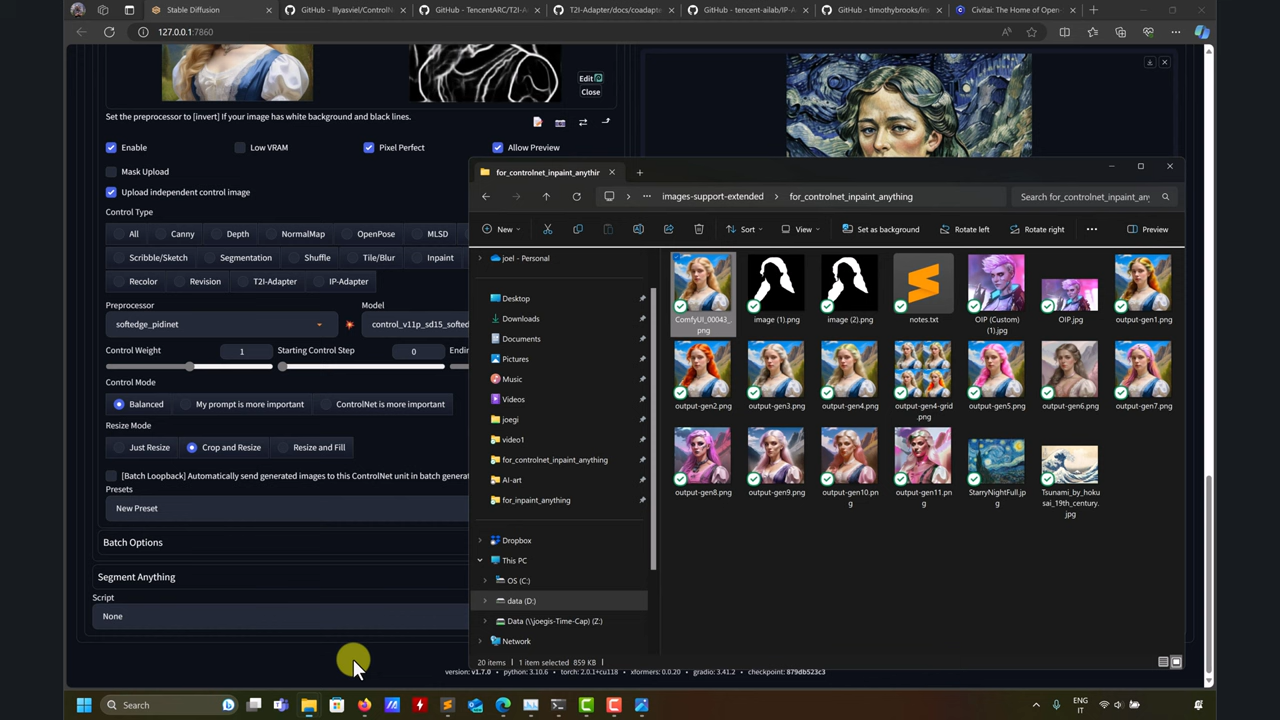 Stable Diffusion
GitHub - lllyasviel/ControlN
GitHub - TencentARC/T2I-A
T2I-Adapter/docs/coadapte
GitHub - tencent-ailab/IP-A
GitHub - timothybrooks/ins
Civitai: The Home of Open-
127.0.0.1:7860
Edit
Close
Set the preprocessor to [invert] If your image has white background and black lines.
Enable
Low VRAM
Pixel Perfect
Allow Preview
Mask Upload
Upload independent control image
Control Type
All
Canny
Depth
NormalMap
OpenPose
MLSD
Scribble/Sketch
Segmentation
Shuffle
Tile/Blur
Inpaint
Recolor
Revision
T2I-Adapter
IP-Adapter
Preprocessor
Model
softedge_pidinet
control_v11p_sd15_softed
Control Weight
1
Starting Control Step
0
Endin
Control Mode
Balanced
My prompt is more important
ControlNet is more important
Resize Mode
Just Resize
Crop and Resize
Resize and Fill
[Batch Loopback] Automatically send generated images to this ControlNet unit in batch genera
Presets
New Preset
Batch Options
Segment Anything
Script
None
for_controlnet_inpaint_anythir
images-support-extended
for_controlnet_inpaint_anything
Search for_controlnet_inpaint_any
New
Sort
View
Set as background
Rotate left
Rotate right
Preview
joel - Personal
Desktop
Downloads
Documents
Pictures
Music
Videos
joegi
video1
for_controlnet_inpaint_anything
AI-art
for_inpaint_anything
Dropbox
This PC
OS (C:)
data (D:)
Data (\\joegis-Time-Cap) (Z:)
Network
ComfyUI_00043_.
png
image (1).png
image (2).png
notes.txt
OIP (Custom)
(1).jpg
OIP.jpg
output-gen1.png
output-gen2.png
output-gen3.png
output-gen4.png
output-gen4-grid
.png
output-gen5.png
output-gen6.png
output-gen7.png
output-gen8.png
output-gen9.png
output-gen10.pn
g
output-gen11.pn
g
StarryNightFull.jp
g
Tsunami_by_hoku
sai_19th_century.
jpg
20 items
1 item selected 859 KB
version: v1.7.0 • python: 3.10.6 • torch: 2.0.1+cu118 • xformers: 0.0.20 • gradio: 3.41.2 • checkpoint: 879db523c3
Search
ENG
IT